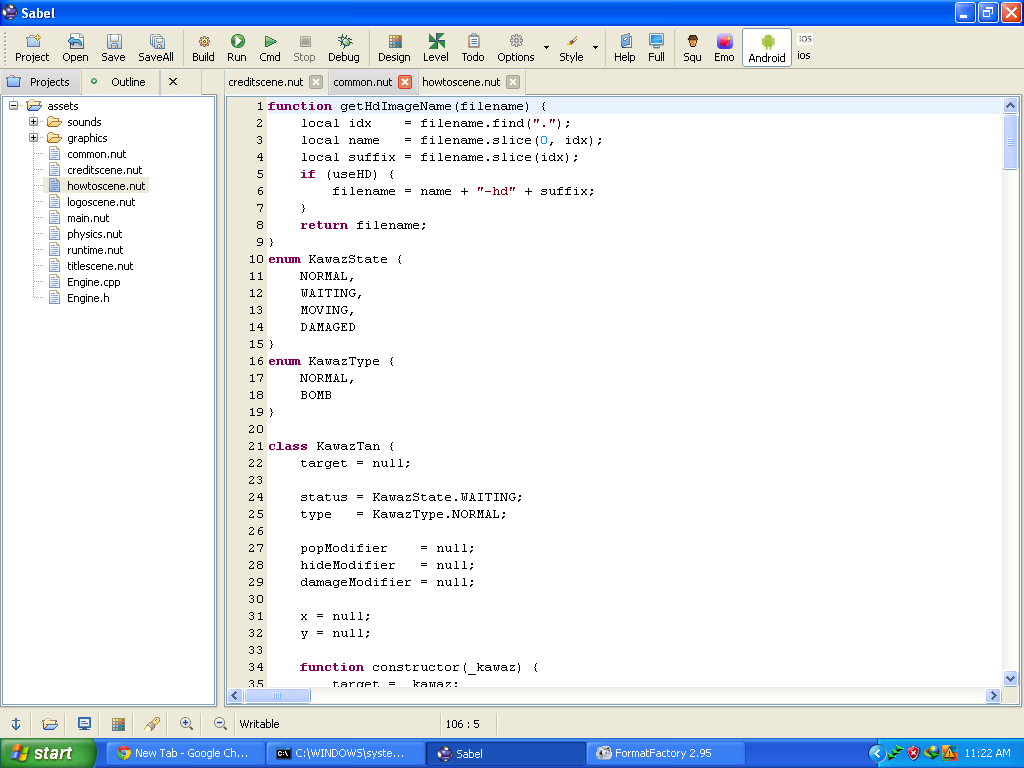 Sabel
Project Open Save SaveAll Build Run Cmd Stop Debug Design Level Todo Options Style Help Full Squ Emo Android iOS ios
Projects Outline
creditscene.nut common.nut howtoscene.nut
assets
sounds
graphics
common.nut
creditscene.nut
howtoscene.nut
logoscene.nut
main.nut
physics.nut
runtime.nut
titlescene.nut
Engine.cpp
Engine.h
1 function getHdImageName(filename) {
2     local idx    = filename.find(".");
3     local name   = filename.slice(0, idx);
4     local suffix = filename.slice(idx);
5     if (useHD) {
6         filename = name + "-hd" + suffix;
7     }
8     return filename;
9 }
10 enum KawazState {
11     NORMAL,
12     WAITING,
13     MOVING,
14     DAMAGED
15 }
16 enum KawazType {
17     NORMAL,
18     BOMB
19 }
20
21 class KawazTan {
22     target = null;
23
24     status = KawazState.WAITING;
25     type   = KawazType.NORMAL;
26
27     popModifier    = null;
28     hideModifier   = null;
29     damageModifier = null;
30
31     x = null;
32     y = null;
33
34     function constructor(_kawaz) {
35         target = _kawaz;
Writable 106 : 5
start New Tab - Google Ch... C:\WINDOWS\syste... Sabel FormatFactory 2.95 11:22 AM